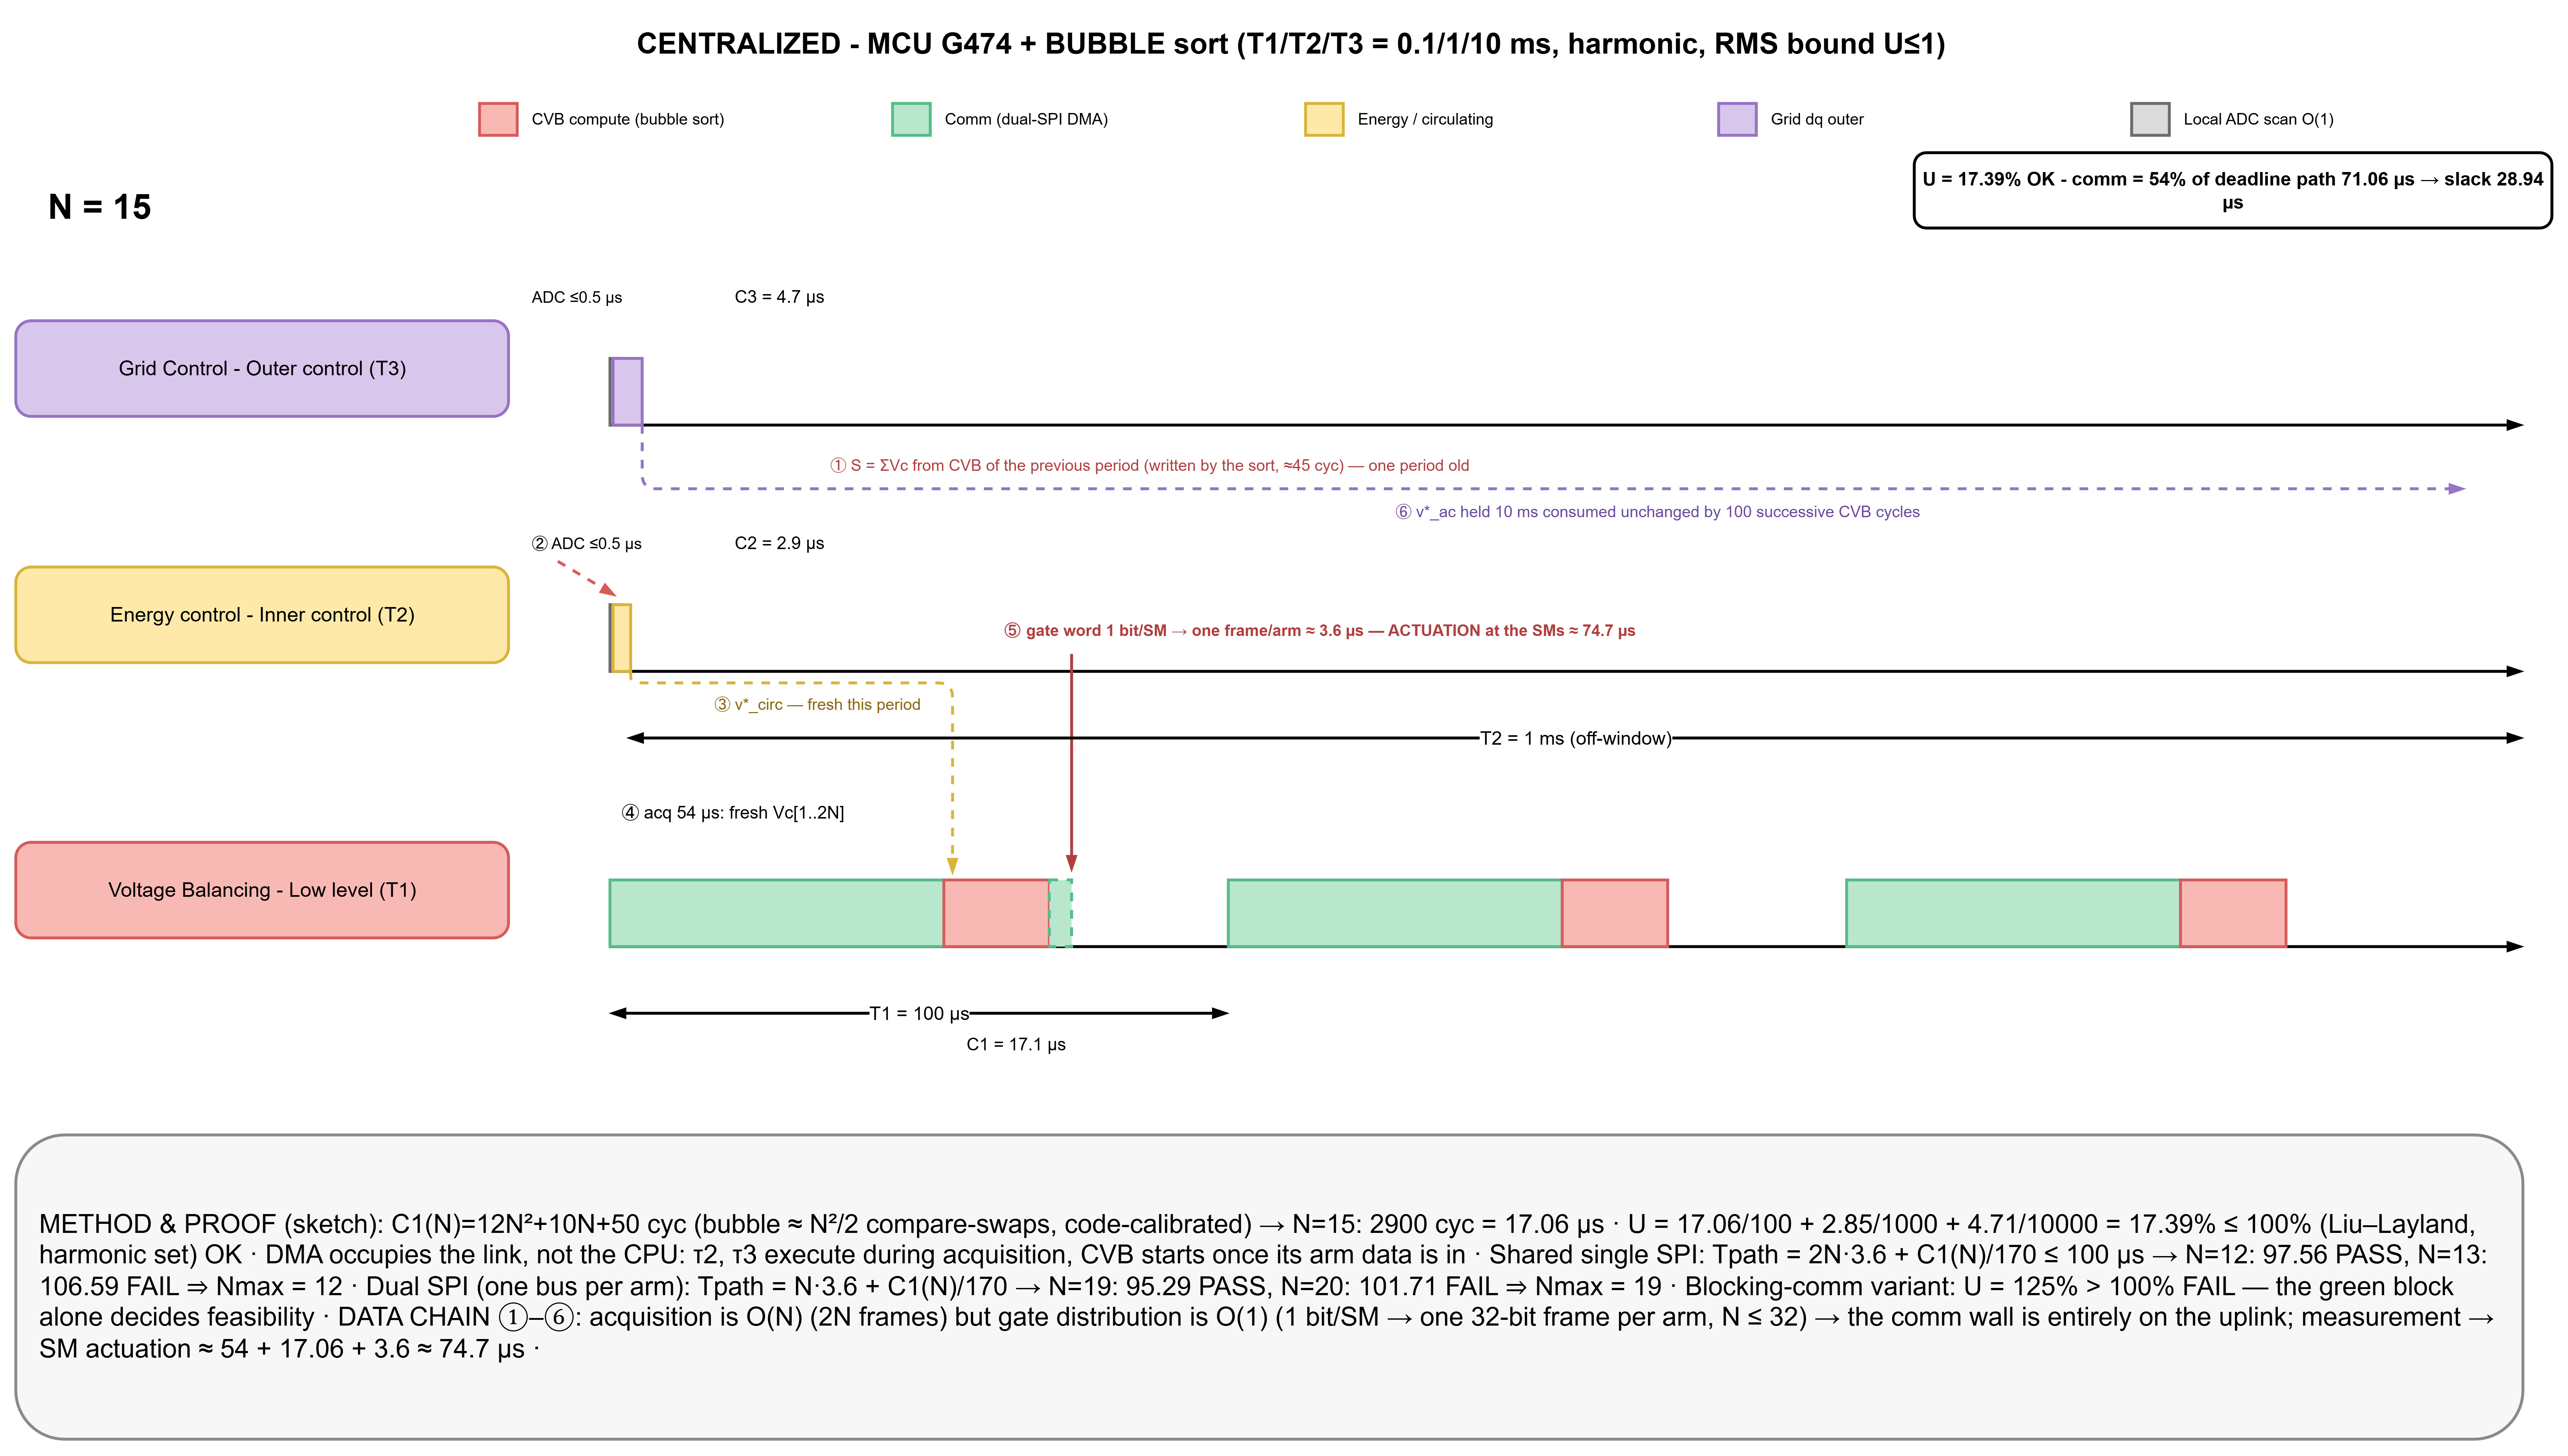 CENTRALIZED - MCU G474 + BUBBLE sort (T1/T2/T3 = 0.1/1/10 ms, harmonic, RMS bound U≤1)
CVB compute (bubble sort)
Comm (dual-SPI DMA)
Energy / circulating
Grid dq outer
Local ADC scan O(1)
U = 17.39% OK - comm = 54% of deadline path 71.06 µs → slack 28.94
µs
N = 15
ADC ≤0.5 µs
C3 = 4.7 µs
Grid Control - Outer control (T3)
① S = ΣVc from CVB of the previous period (written by the sort, ≈45 cyc) — one period old
⑥ v*_ac held 10 ms consumed unchanged by 100 successive CVB cycles
② ADC ≤0.5 µs
C2 = 2.9 µs
Energy control - Inner control (T2)
⑤ gate word 1 bit/SM → one frame/arm ≈ 3.6 µs — ACTUATION at the SMs ≈ 74.7 µs
③ v*_circ — fresh this period
T2 = 1 ms (off-window)
④ acq 54 µs: fresh Vc[1..2N]
Voltage Balancing - Low level (T1)
T1 = 100 µs
C1 = 17.1 µs
METHOD & PROOF (sketch): C1(N)=12N²+10N+50 cyc (bubble ≈ N²/2 compare-swaps, code-calibrated) → N=15: 2900 cyc = 17.06 µs · U = 17.06/100 + 2.85/1000 + 4.71/10000 = 17.39% ≤ 100% (Liu–Layland,
harmonic set) OK · DMA occupies the link, not the CPU: τ2, τ3 execute during acquisition, CVB starts once its arm data is in · Shared single SPI: Tpath = 2N·3.6 + C1(N)/170 ≤ 100 µs → N=12: 97.56 PASS, N=13:
106.59 FAIL ⇒ Nmax = 12 · Dual SPI (one bus per arm): Tpath = N·3.6 + C1(N)/170 → N=19: 95.29 PASS, N=20: 101.71 FAIL ⇒ Nmax = 19 · Blocking-comm variant: U = 125% > 100% FAIL — the green block
alone decides feasibility · DATA CHAIN ①–⑥: acquisition is O(N) (2N frames) but gate distribution is O(1) (1 bit/SM → one 32-bit frame per arm, N ≤ 32) → the comm wall is entirely on the uplink; measurement →
SM actuation ≈ 54 + 17.06 + 3.6 ≈ 74.7 µs ·